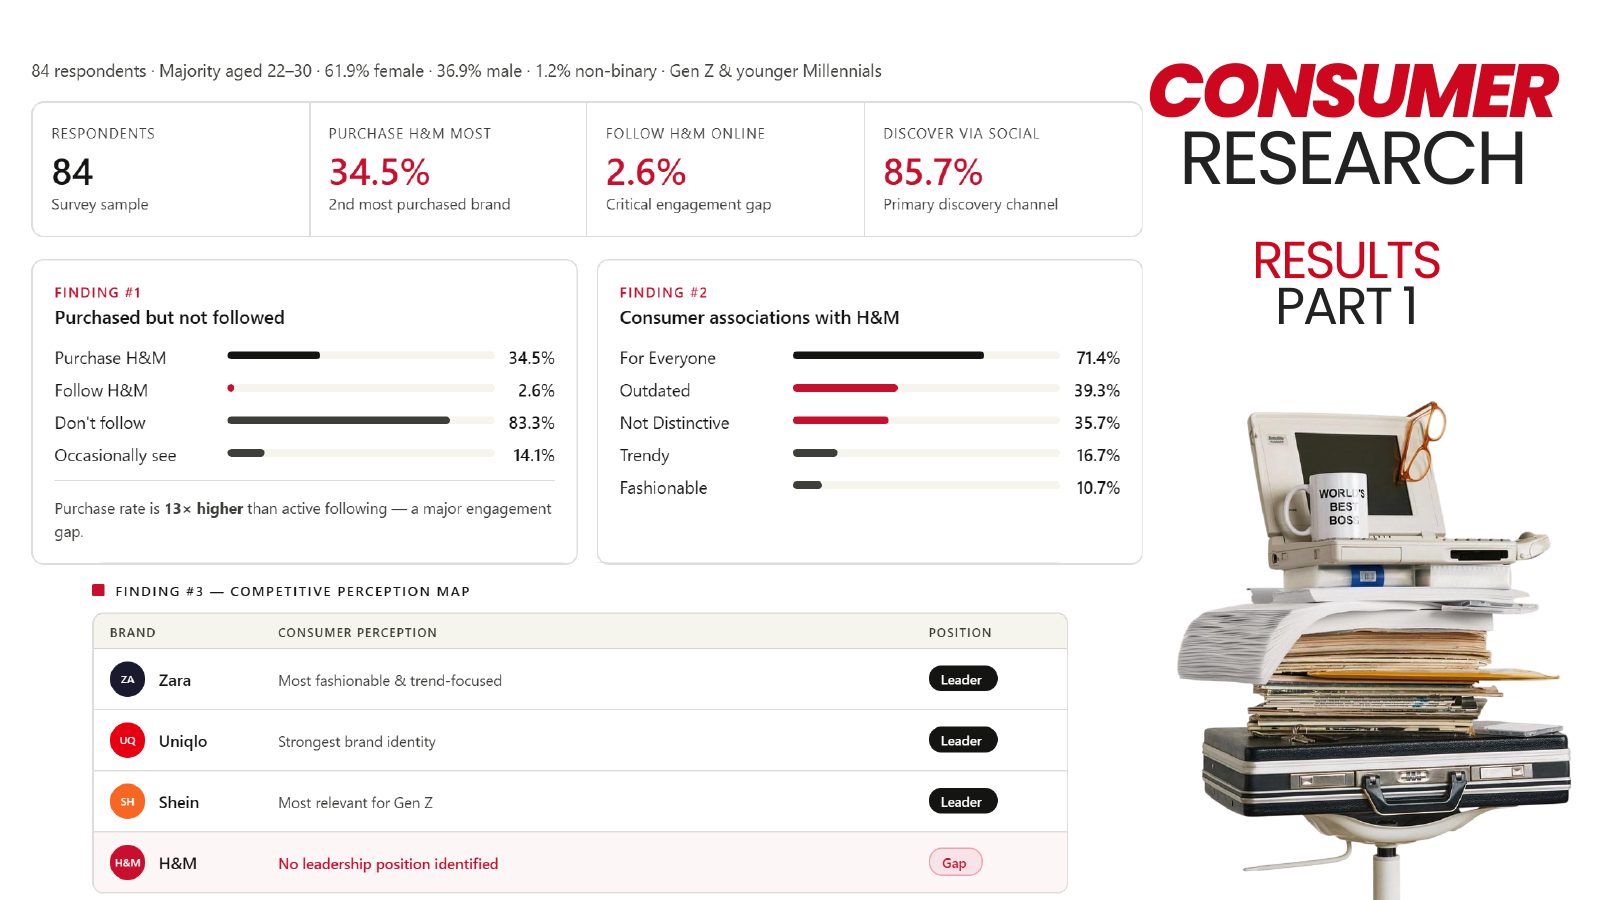 84 respondents · Majority aged 22–30 · 61.9% female · 36.9% male · 1.2% non-binary · Gen Z & younger Millennials
CONSUMER
RESEARCH
RESULTS
PART 1
RESPONDENTS
84
Survey sample
PURCHASE H&M MOST
34.5%
2nd most purchased brand
FOLLOW H&M ONLINE
2.6%
Critical engagement gap
DISCOVER VIA SOCIAL
85.7%
Primary discovery channel
FINDING #1
Purchased but not followed
Purchase H&M 34.5%
Follow H&M 2.6%
Don't follow 83.3%
Occasionally see 14.1%
Purchase rate is 13× higher than active following — a major engagement
gap.
FINDING #2
Consumer associations with H&M
For Everyone 71.4%
Outdated 39.3%
Not Distinctive 35.7%
Trendy 16.7%
Fashionable 10.7%
FINDING #3 — COMPETITIVE PERCEPTION MAP
BRAND CONSUMER PERCEPTION POSITION
ZA Zara Most fashionable & trend-focused Leader
UQ Uniqlo Strongest brand identity Leader
SH Shein Most relevant for Gen Z Leader
H&M H&M No leadership position identified Gap
WORLD'S
BEST
BOSS